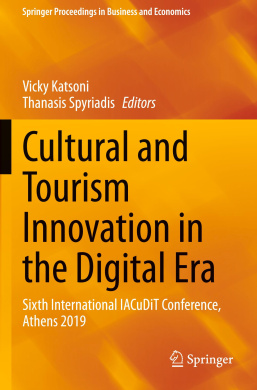 Springer Proceedings in Business and Economics
Vicky Katsoni
Thanasis Spyriadis Editors
Cultural and
Tourism
Innovation in
the Digital Era
Sixth International IACuDiT Conference,
Athens 2019
Springer